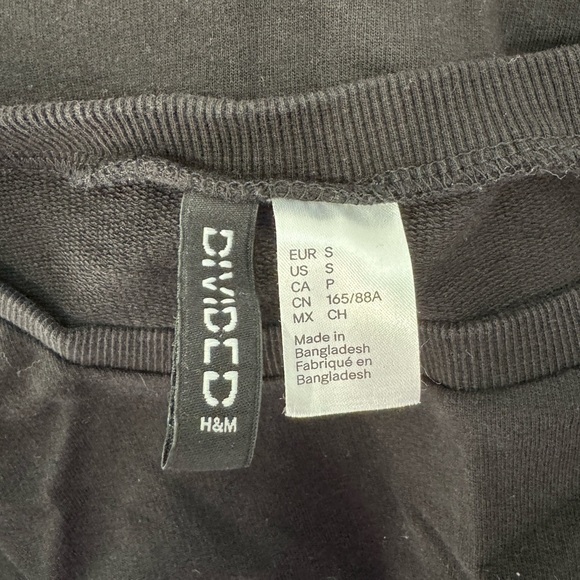 DIVIDED
H&M
EUR S
US S
CA P
CN 165/88A
MX CH
Made in
Bangladesh
Fabriqué en
Bangladesh